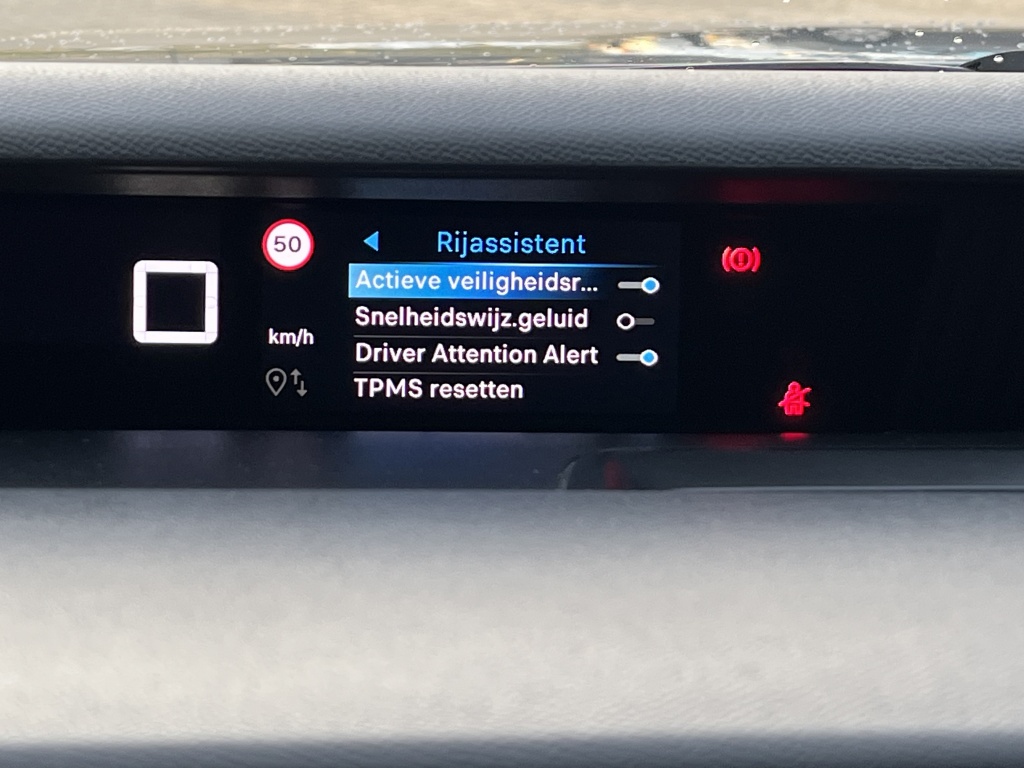 50
Rijassistent
Actieve veiligheidsr...
Snelheidswijz.geluid
km/h
Driver Attention Alert
TPMS resetten